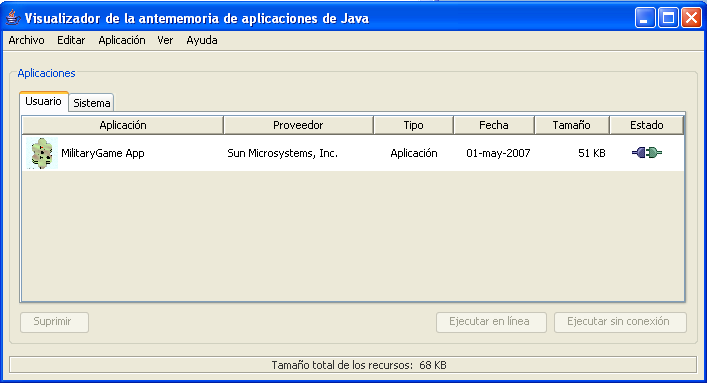 Visualizador de la antememoria de aplicaciones de Java
Archivo Editar Aplicación Ver Ayuda
Aplicaciones
Usuario Sistema
Aplicación Proveedor Tipo Fecha Tamaño Estado
MilitaryGame App Sun Microsystems, Inc. Aplicación 01-may-2007 51 KB
Suprimir Ejecutar en línea Ejecutar sin conexión
Tamaño total de los recursos: 68 KB